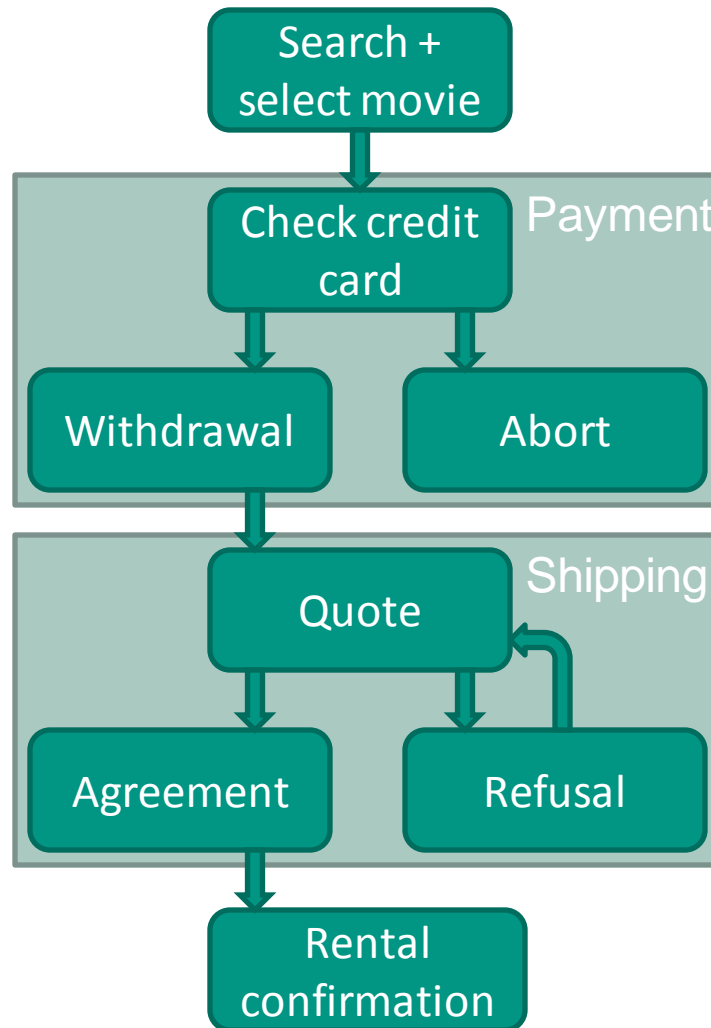 Search +
select movie
Payment
Check credit
card
Withdrawal
Abort
Shipping
Quote
Agreement
Refusal
Rental
confirmation